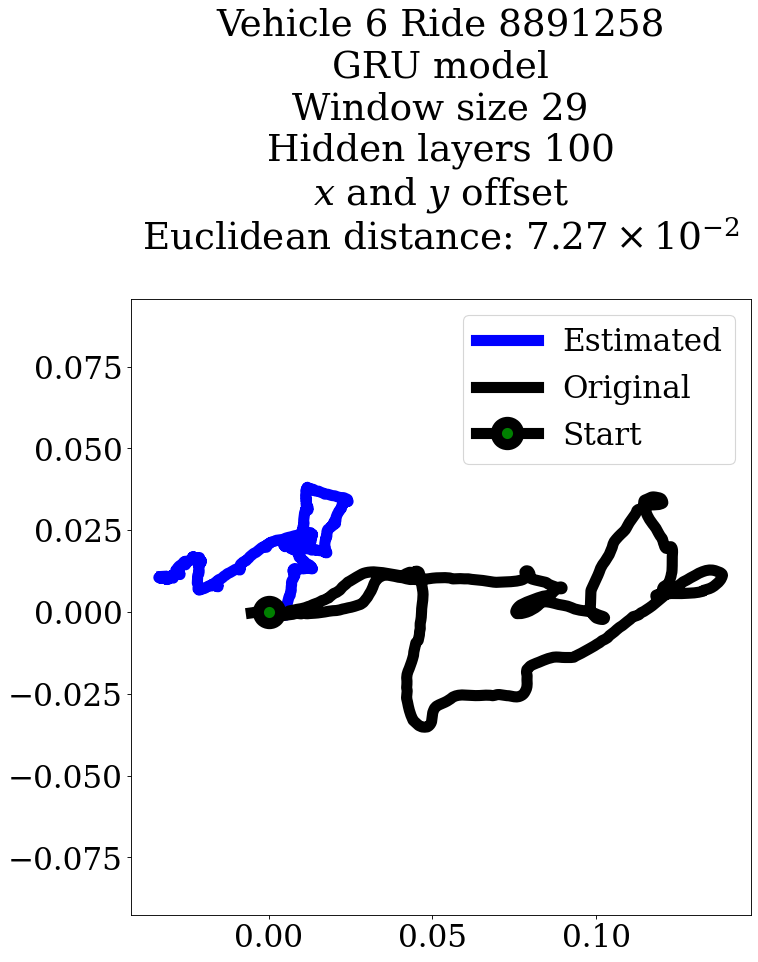 Vehicle 6 Ride 8891258
GRU model
Window size 29
Hidden layers 100
x and y offset
Euclidean distance: 7.27 × 10⁻²
Estimated
Original
Start
0.075
0.050
0.025
0.000
−0.025
−0.050
−0.075
0.00 0.05 0.10